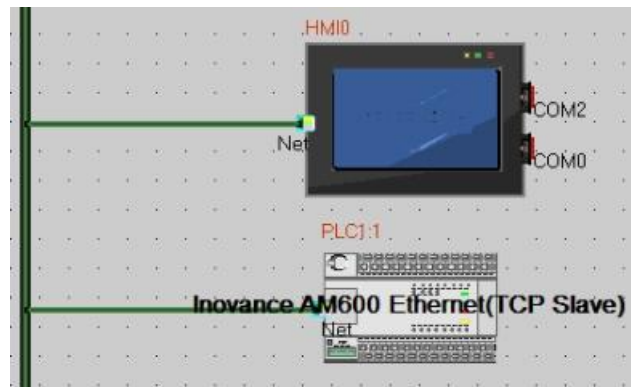 HMI0
COM2
Net
COM0
PLC1:1
Inovance AM600 Ethernet(TCP Slave)
Net